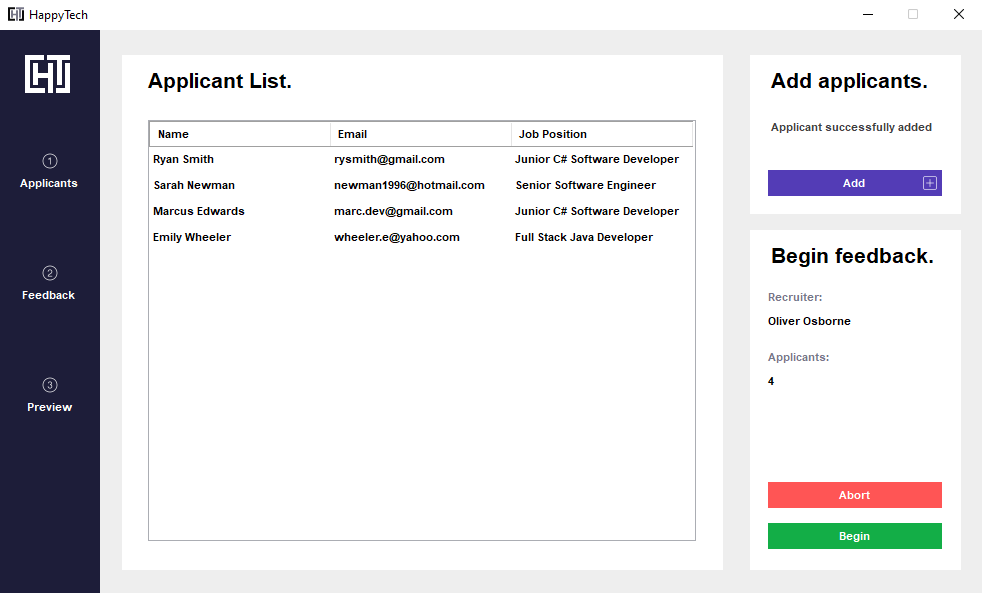 HappyTech
HT
1
Applicants
2
Feedback
3
Preview
Applicant List.
Name Email Job Position
Ryan Smith rysmith@gmail.com Junior C# Software Developer
Sarah Newman newman1996@hotmail.com Senior Software Engineer
Marcus Edwards marc.dev@gmail.com Junior C# Software Developer
Emily Wheeler wheeler.e@yahoo.com Full Stack Java Developer
Add applicants.
Applicant successfully added
Add
Begin feedback.
Recruiter:
Oliver Osborne
Applicants:
4
Abort
Begin